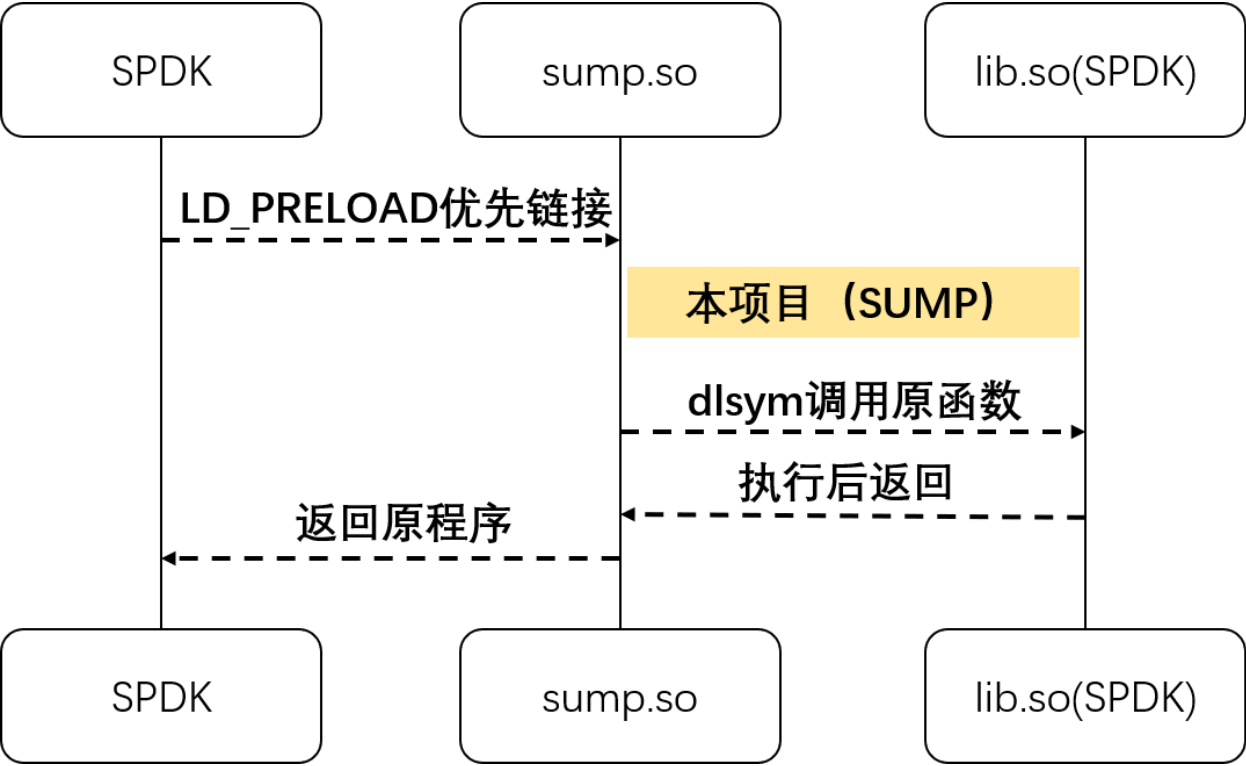 SPDK
sump.so
lib.so(SPDK)
LD_PRELOAD优先链接
本项目（SUMP）
dlsym调用原函数
执行后返回
返回原程序
SPDK
sump.so
lib.so(SPDK)